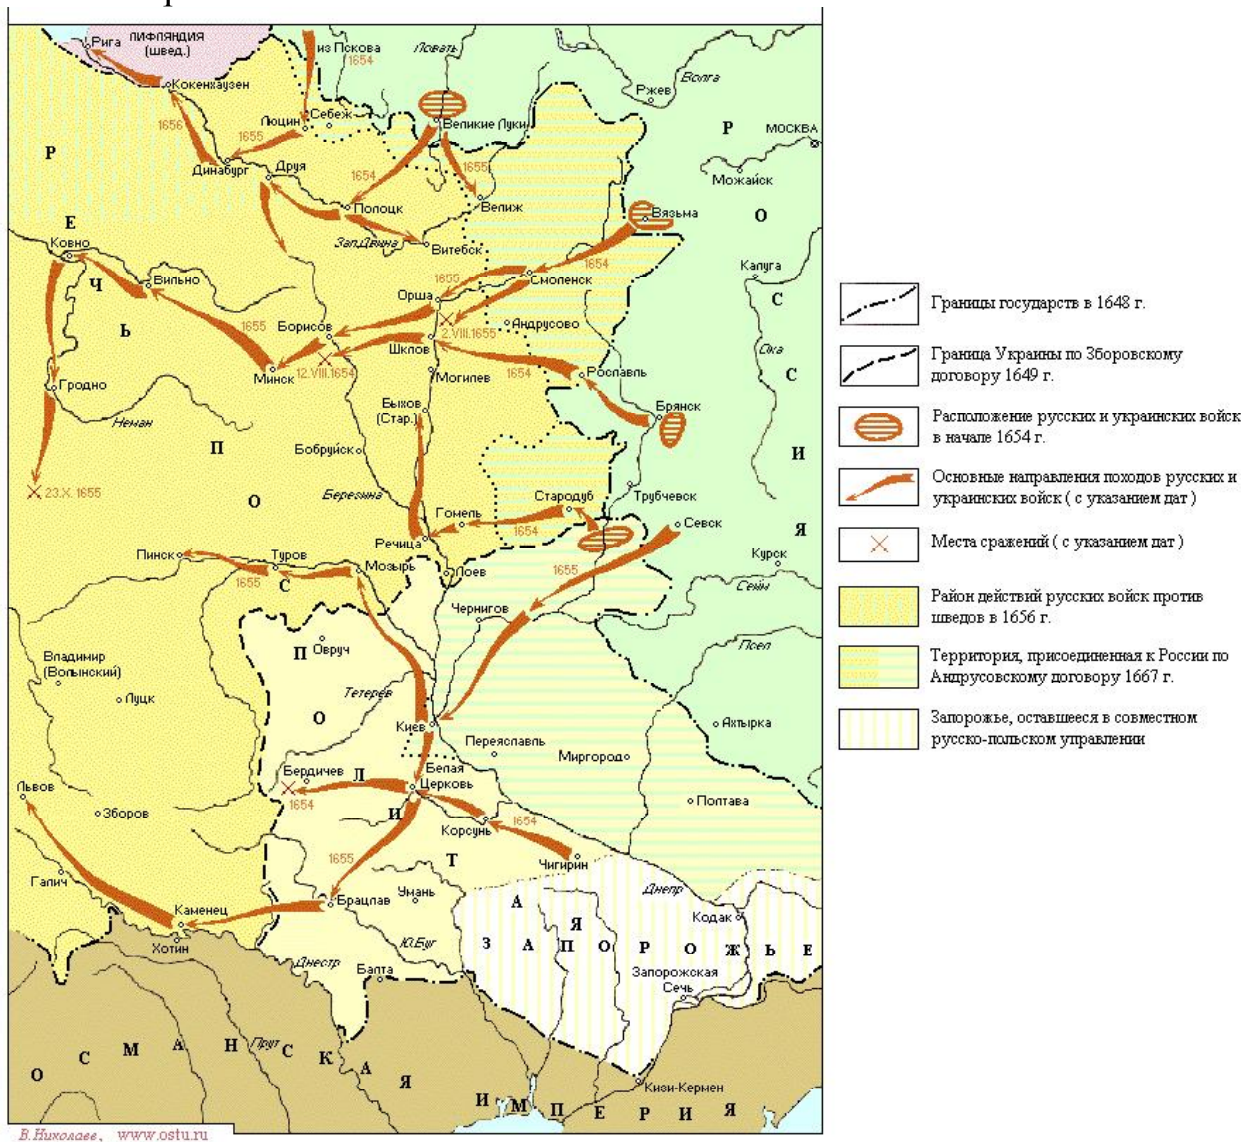 ЛИФЛЯНДИЯ
(швед.)
Рига
из Пскова
1654
Ловать
Волга
Ржев
Кокенхаузен
Люцин
Себеж
Великие Луки
Р
МОСКВА
1656
1655
Р
Динабург
Друя
1654
1655
Можайск
Полоцк
Велиж
Вязьма
О
Е
Зап.Двина
Витебск
Ковно
Ч
Вильно
1654
Смоленск
Калуга
1655
Орша
С
Ь
1655
Борисов
2.VIII.1655
Андрусово
Шклов
Ока
Минск
12.VIII.1654
1654
Рославль
С
Гродно
Могилев
Неман
Быхов
(Стар.)
Брянск
И
П
Бобруйск
23.X. 1655
О
Березина
Стародуб
Трубчевск
Гомель
1654
Севск
Я
Речица
Пинск
Туров
Мозырь
Лоев
1655
Курск
1655
С
Сейм
Чернигов
П
Овруч
Псел
Владимир
(Волынский)
Луцк
Тетерев
О
Киев
Ахтырка
Переяславль
Миргород
Бердичев
Л
Белая
Церковь
1654
Львов
Зборов
И
Полтава
Корсунь
1654
1655
Т
Чигирин
Галич
Днепр
Умань
Брацлав
А
Каменец
Я
Кодак
Хотин
Ю.Буг
З А П О Р О Ж Ь Е
Днестр
Балта
Запорожская
Сечь
Прут
О С М А Н С К А Я И М П Е Р И Я
Кизи-Кермен
В.Николаев, www.ostu.ru
Границы государств в 1648 г.
Граница Украины по Зборовскому
договору 1649 г.
Расположение русских и украинских войск
в начале 1654 г.
Основные направления походов русских и
украинских войск ( с указанием дат )
Места сражений ( с указанием дат )
Район действий русских войск против
шведов в 1656 г.
Территория, присоединенная к России по
Андрусовскому договору 1667 г.
Запорожье, оставшееся в совместном
русско-польском управлении